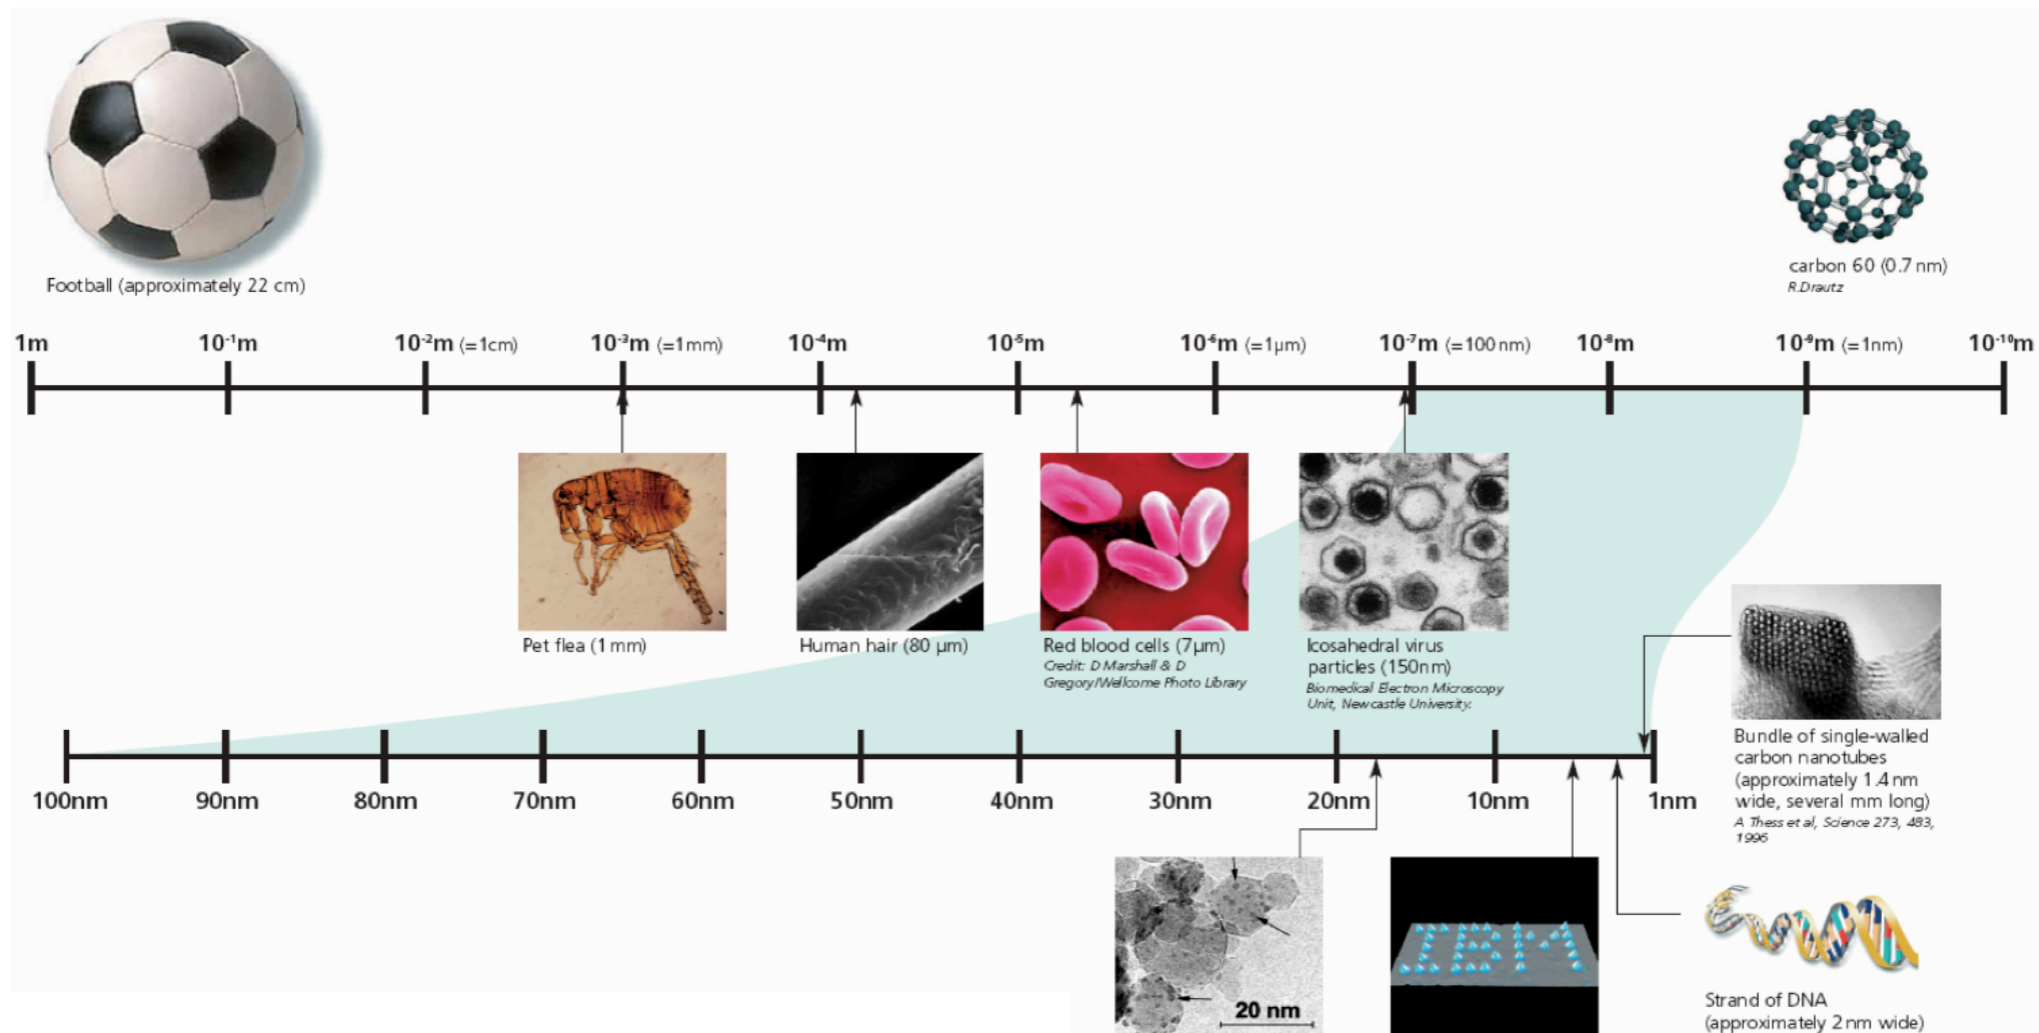 Football (approximately 22 cm)
carbon 60 (0.7 nm)
R.Drautz
1m
10⁻¹m
10⁻²m (=1cm)
10⁻³m (=1mm)
10⁻⁴m
10⁻⁵m
10⁻⁶m (=1μm)
10⁻⁷m (=100 nm)
10⁻⁸m
10⁻⁹m (=1nm)
10⁻¹⁰m
Pet flea (1 mm)
Human hair (80 μm)
Red blood cells (7μm)
Credit: D Marshall & D
Gregory/Wellcome Photo Library
Icosahedral virus
particles (150nm)
Biomedical Electron Microscopy
Unit, Newcastle University.
Bundle of single-walled
carbon nanotubes
(approximately 1.4 nm
wide, several mm long)
A Thess et al, Science 273, 483,
1996
100nm
90nm
80nm
70nm
60nm
50nm
40nm
30nm
20nm
10nm
1nm
20 nm
IBM
Strand of DNA
(approximately 2 nm wide)